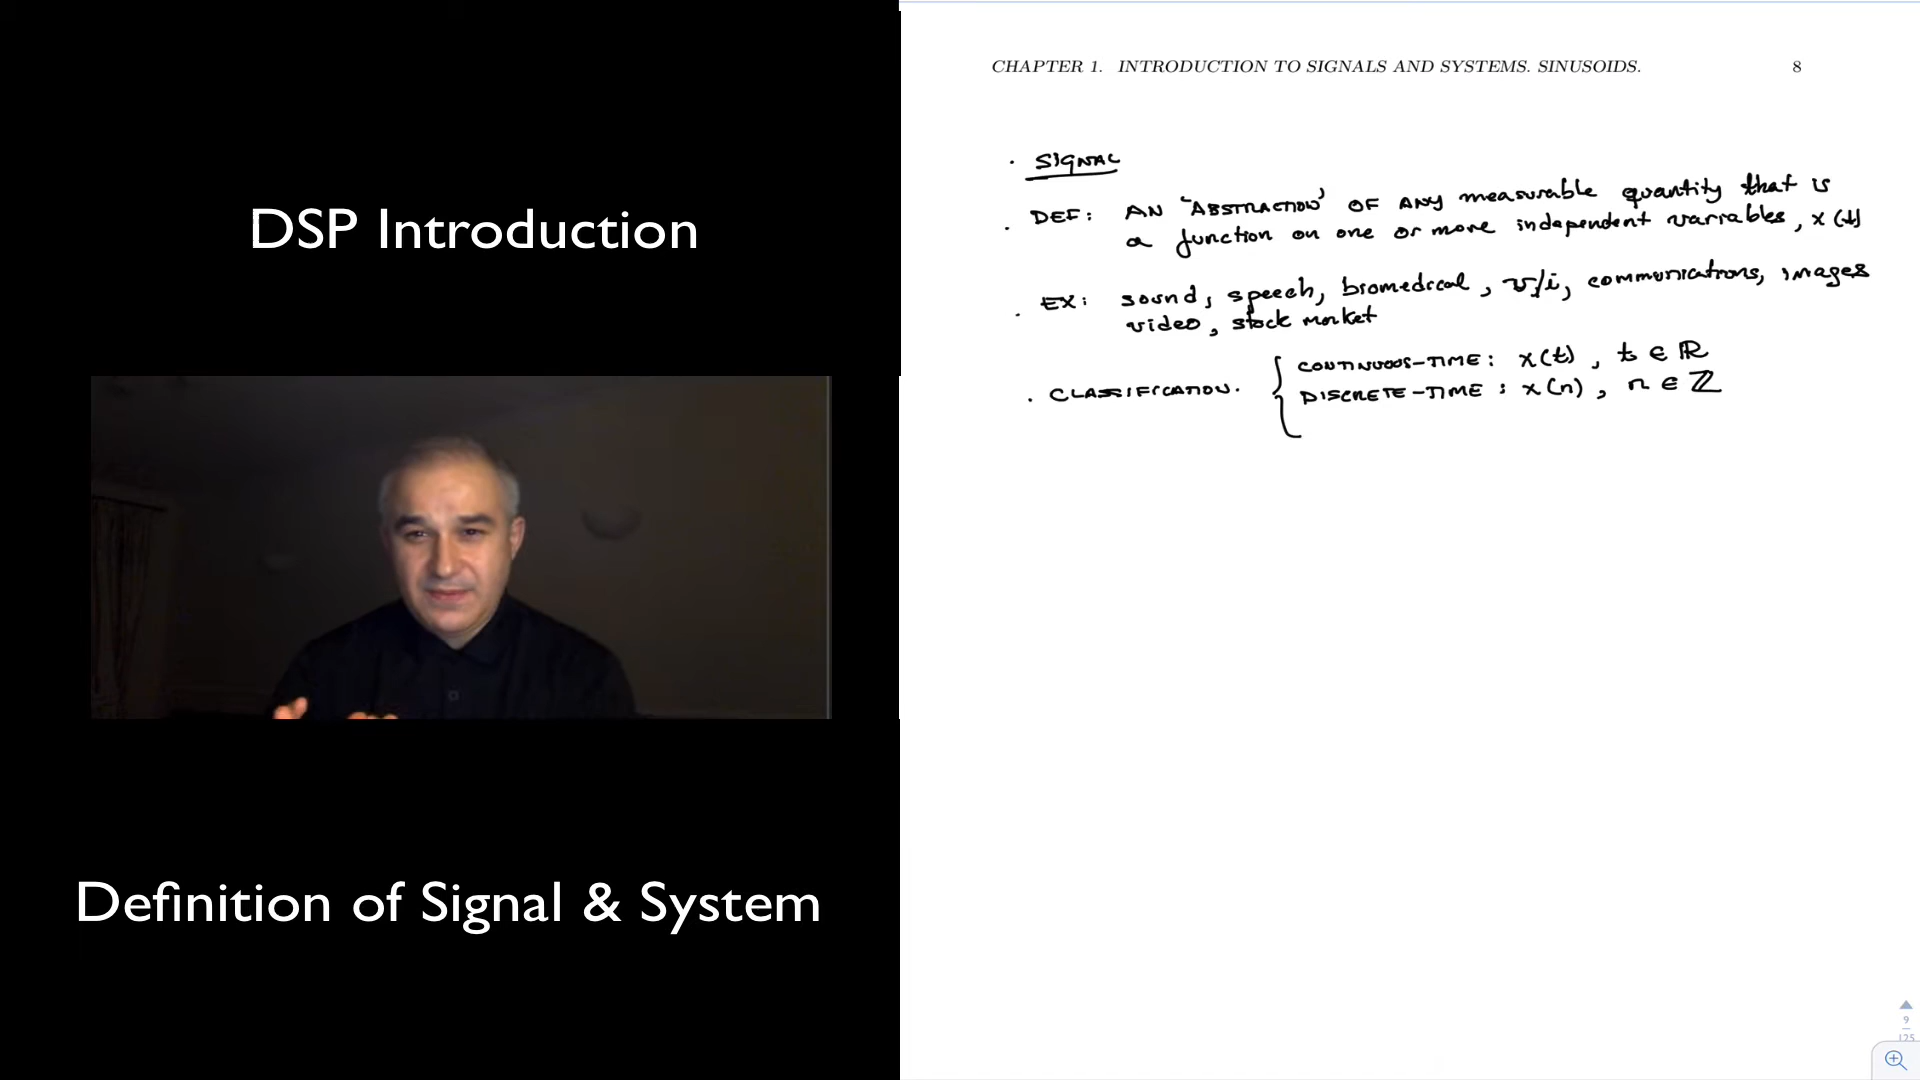 DSP Introduction
Definition of Signal & System
CHAPTER 1. INTRODUCTION TO SIGNALS AND SYSTEMS. SINUSOIDS. 8
· SIGNAL
· DEF: AN "ABSTRACTION" OF ANY measurable quantity that is
a function on one or more independent variables, x(t)
· EX: sound, speech, biomedical, v/i, communications, images
video, stock market
· CLASSIFICATION.
CONTINUOUS-TIME: x(t), t ∈ ℝ
DISCRETE-TIME: x(n), n ∈ ℤ
9
125